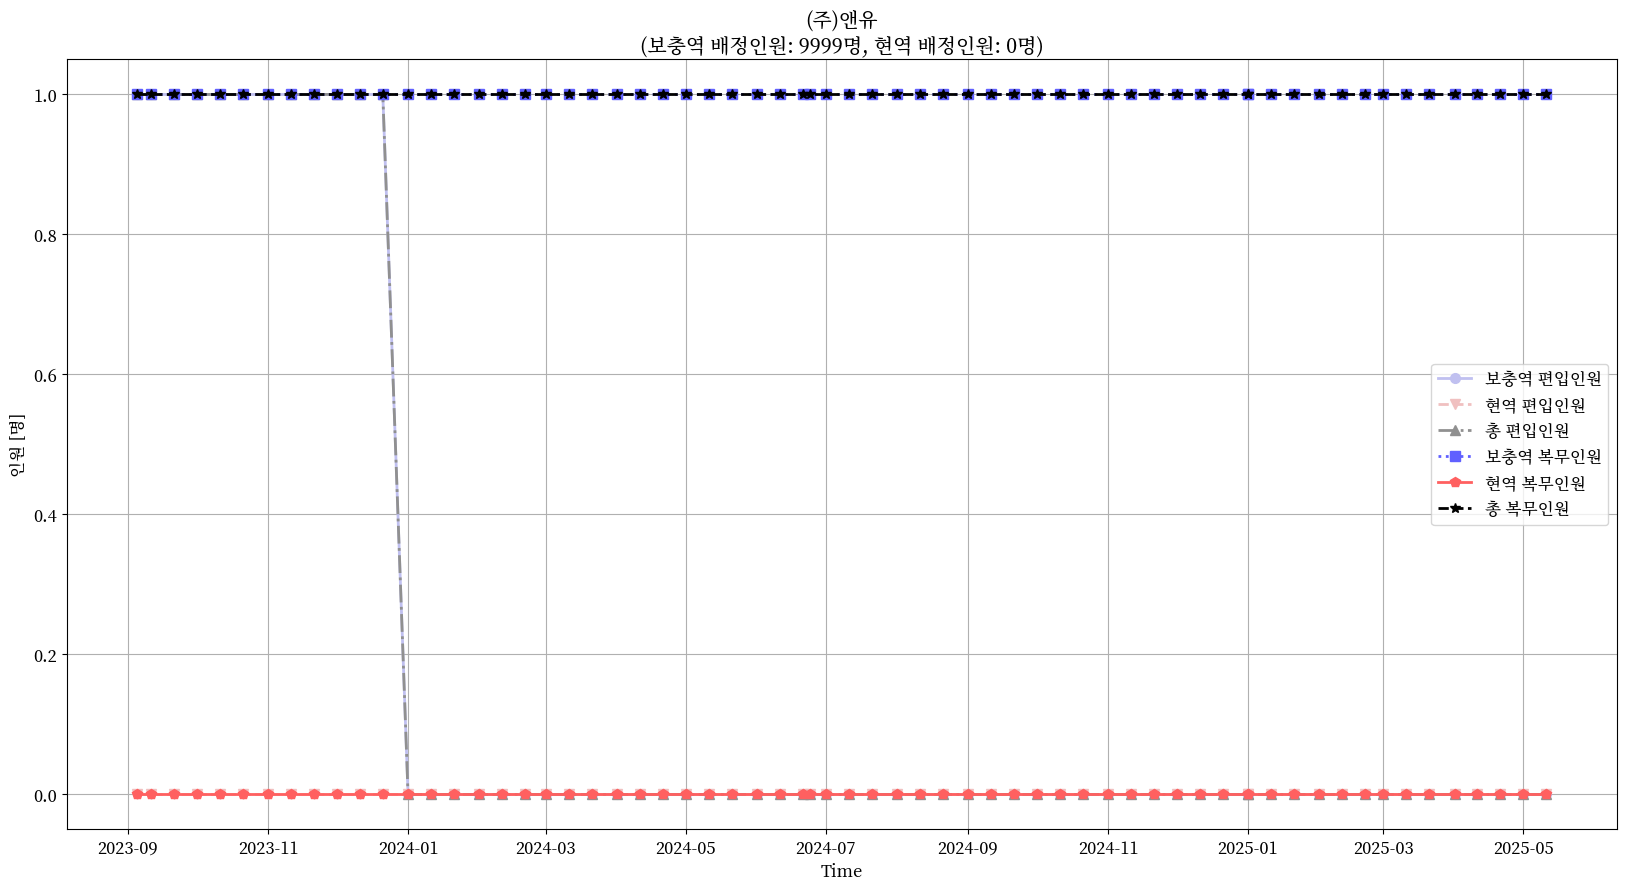 (주)앤유
(보충역 배정인원: 9999명, 현역 배정인원: 0명)
인원 [명]
1.0
0.8
0.6
0.4
0.2
0.0
보충역 편입인원
현역 편입인원
총 편입인원
보충역 복무인원
현역 복무인원
총 복무인원
2023-09 2023-11 2024-01 2024-03 2024-05 2024-07 2024-09 2024-11 2025-01 2025-03 2025-05
Time